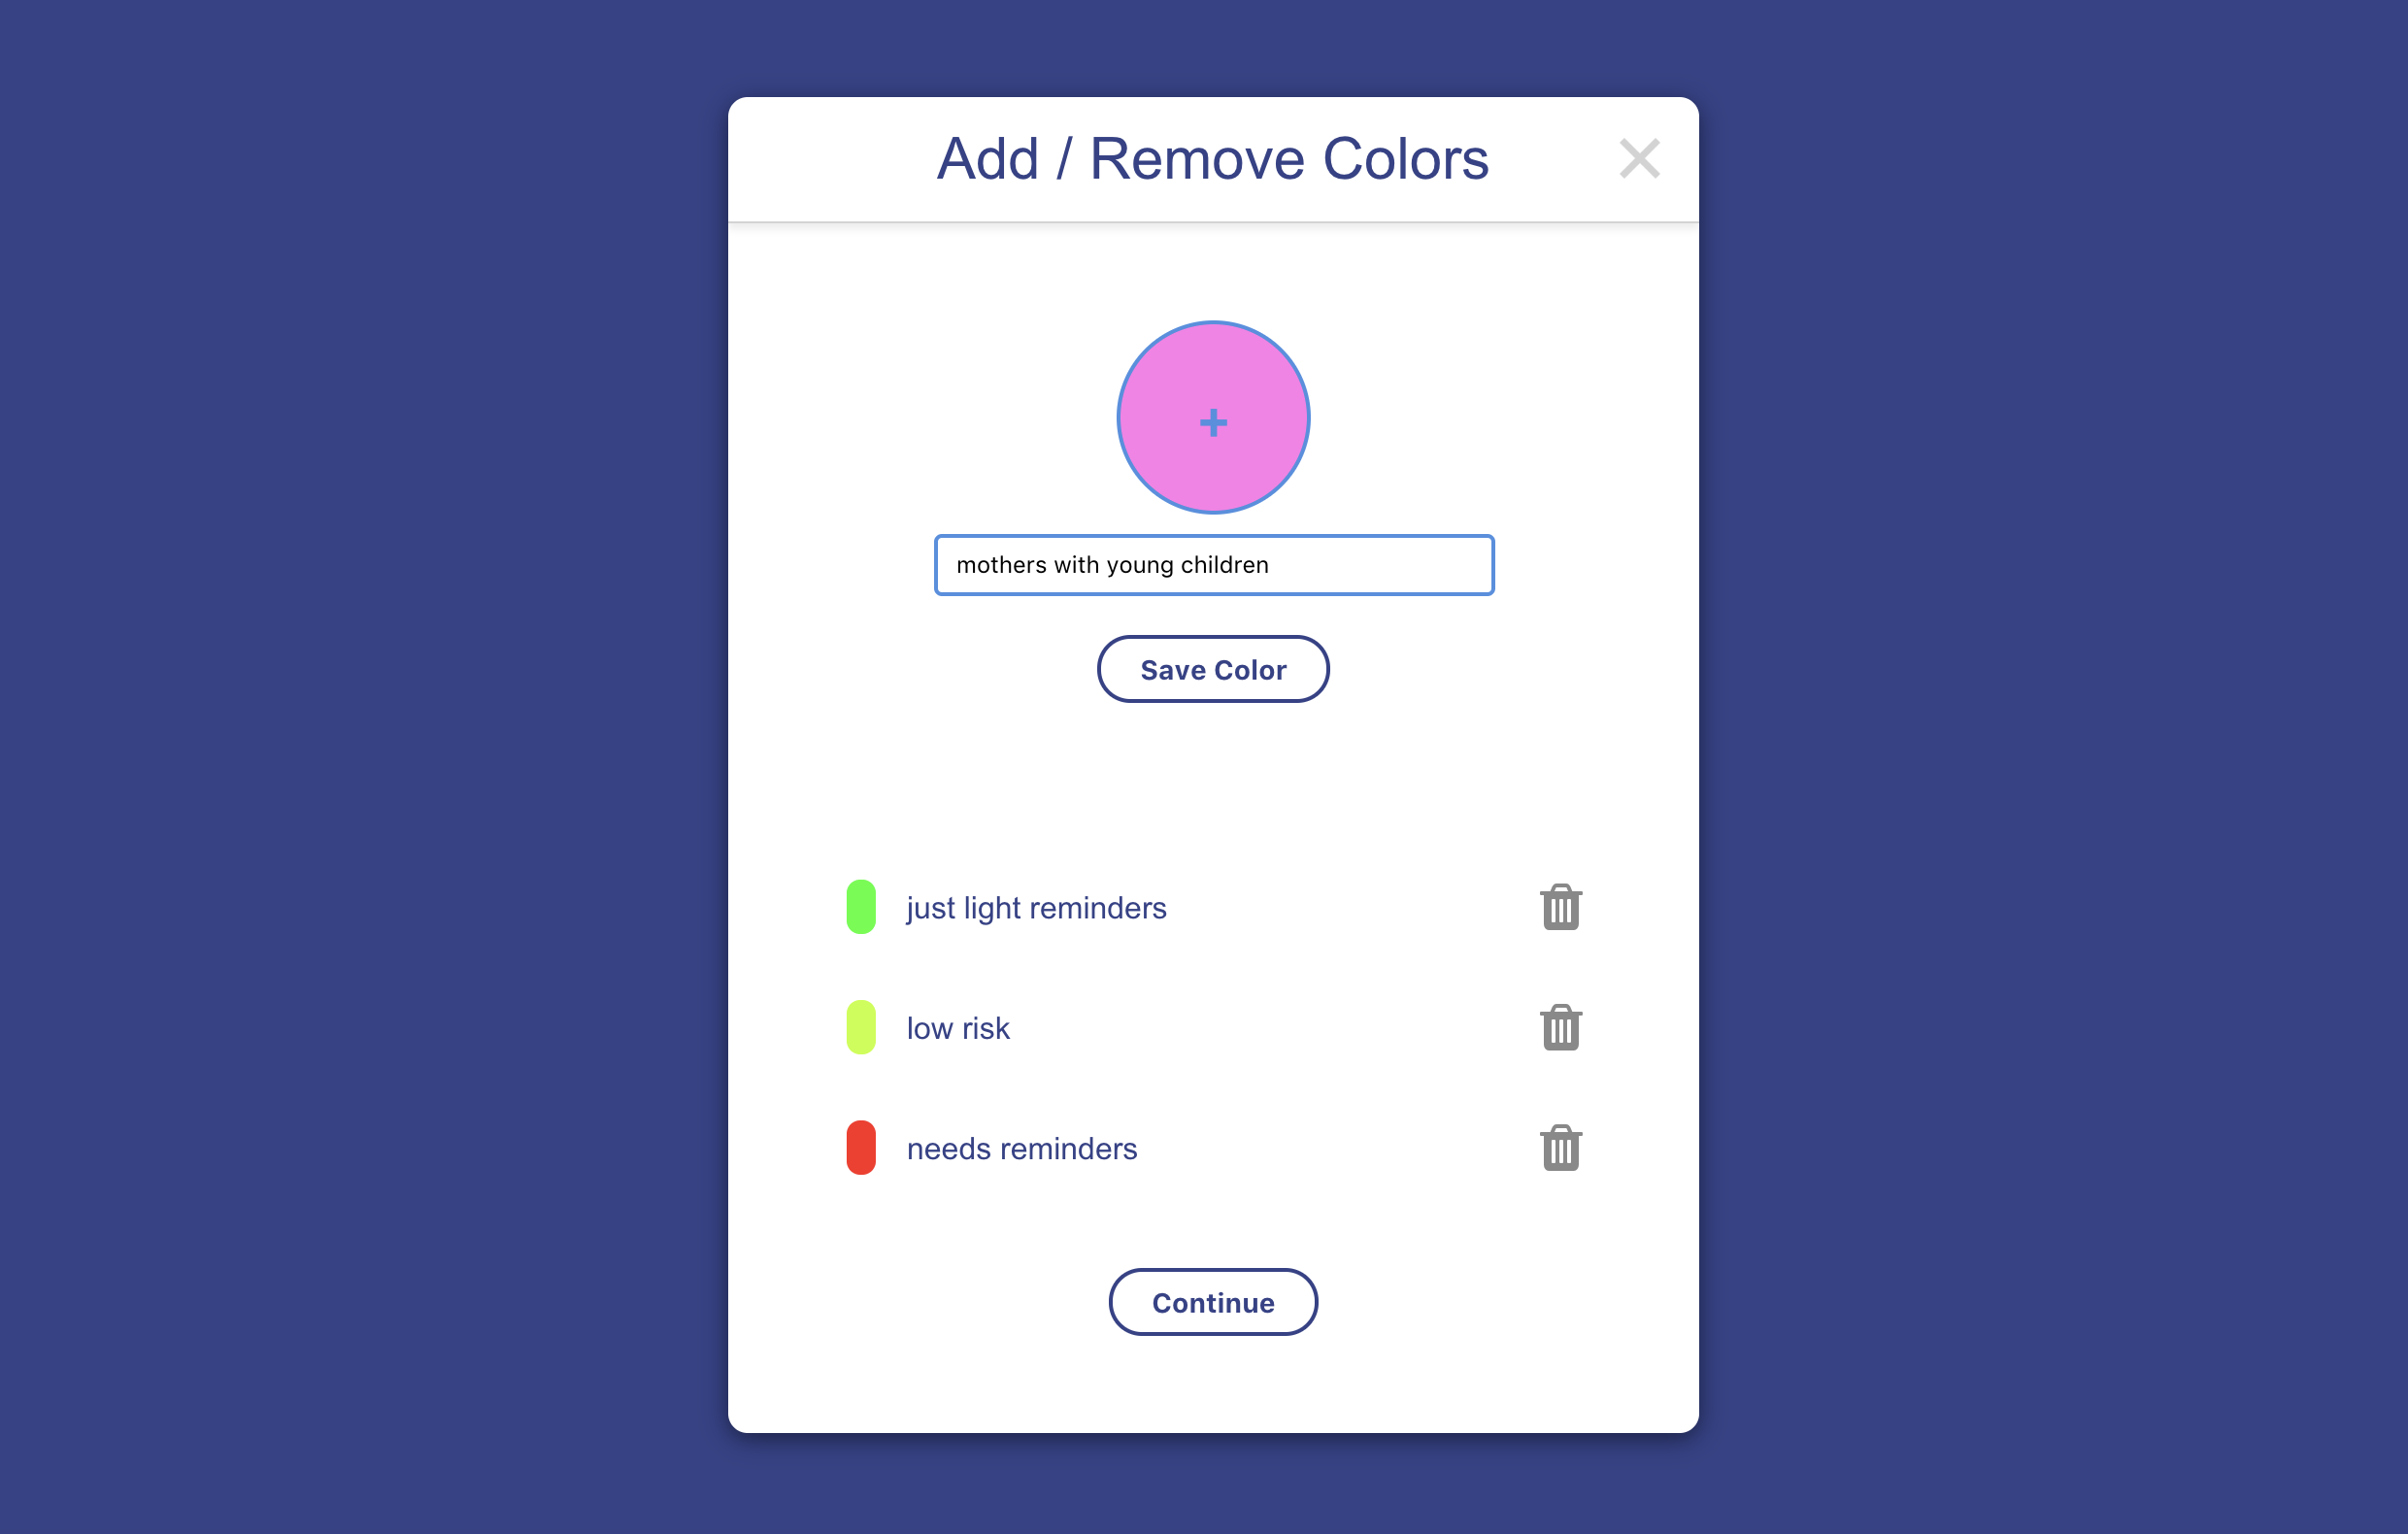 Add / Remove Colors
+
mothers with young children
Save Color
just light reminders
low risk
needs reminders
Continue